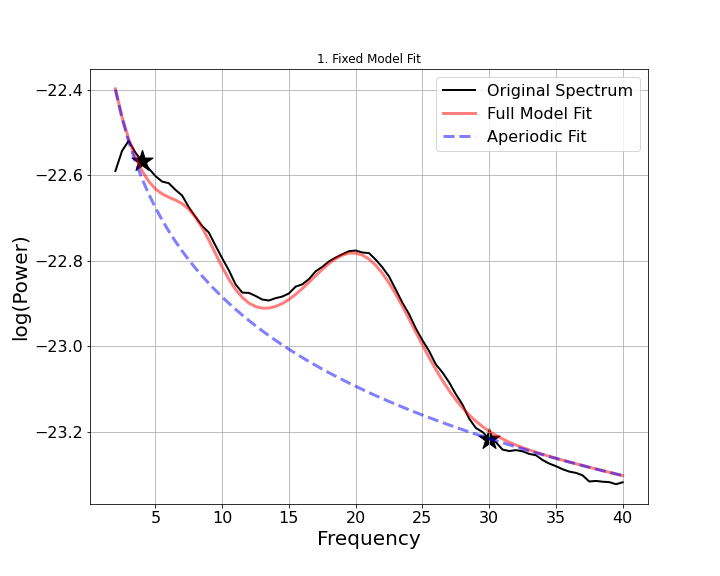 1. Fixed Model Fit
Original Spectrum
Full Model Fit
Aperiodic Fit
log(Power)
−22.4
−22.6
−22.8
−23.0
−23.2
5 10 15 20 25 30 35 40
Frequency